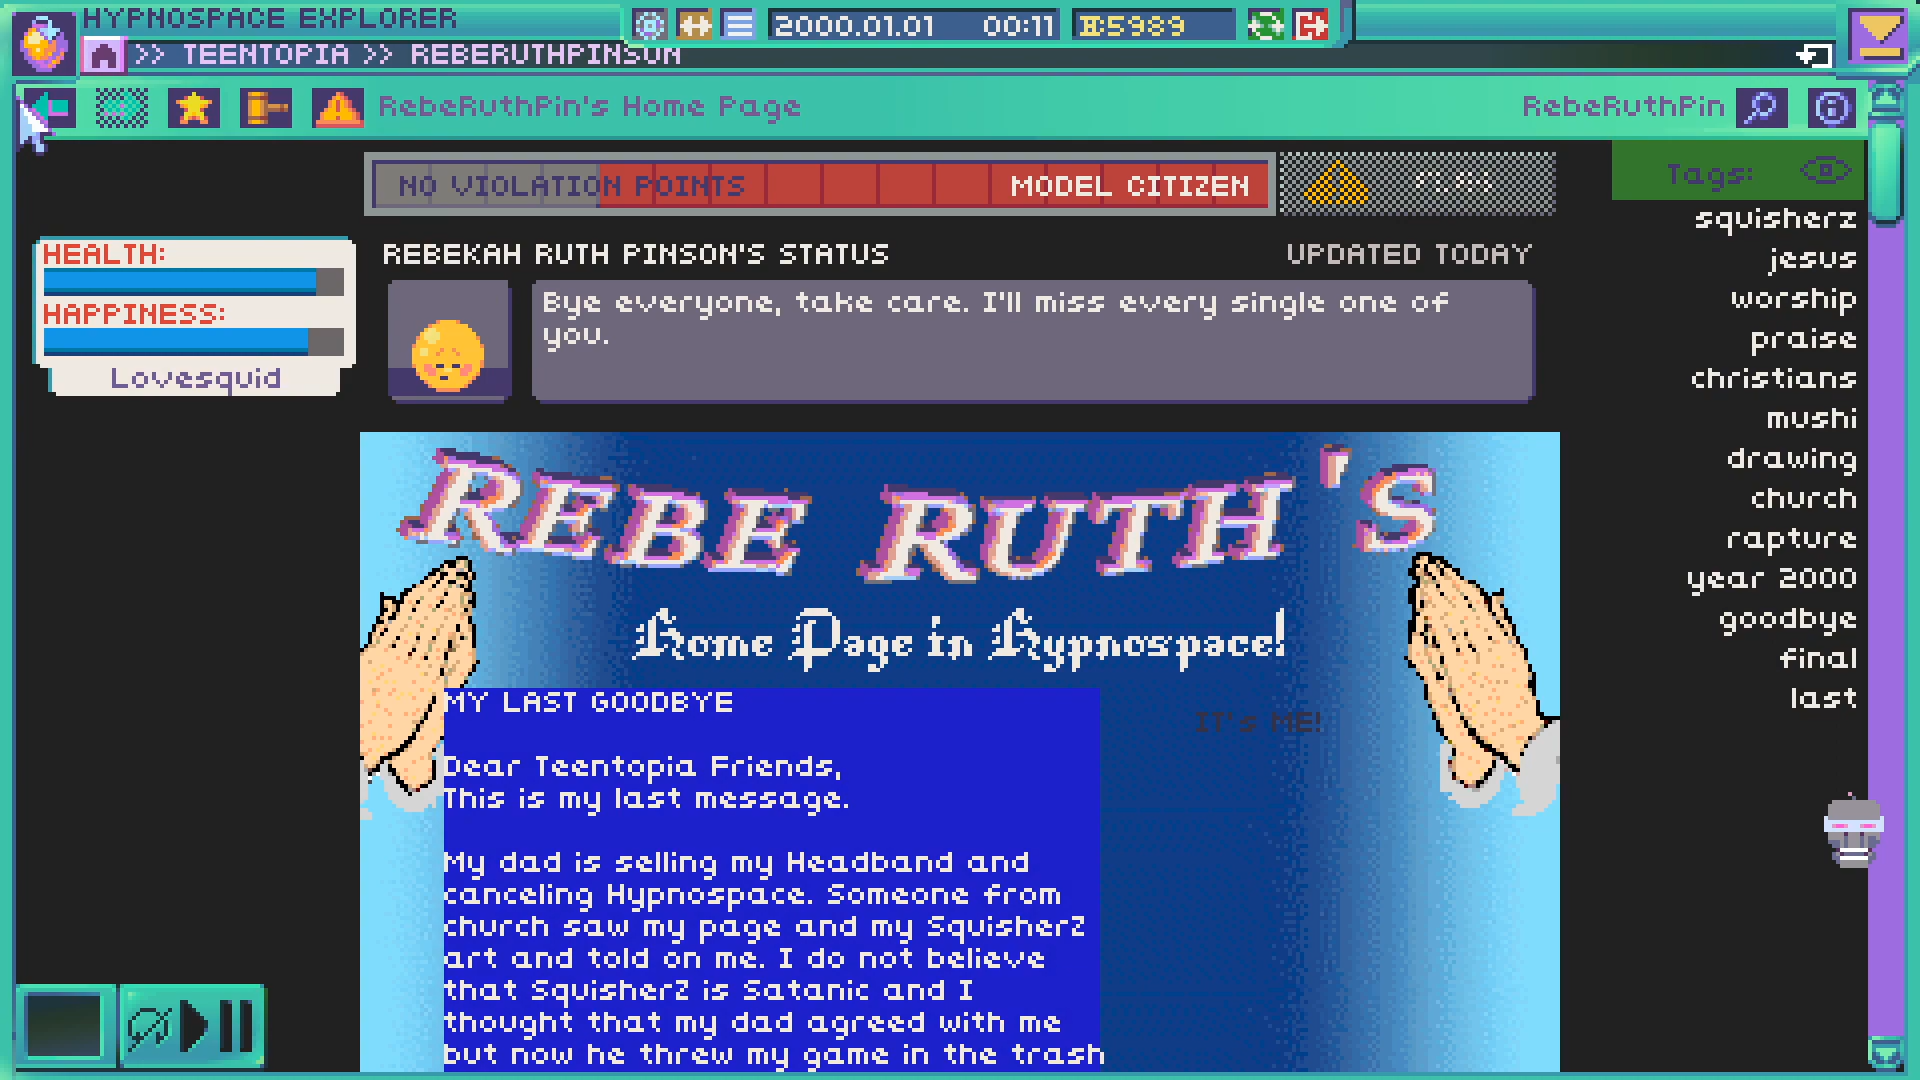 HYPNOSPACE EXPLORER
2000.01.01 00:11 5989
>> TEENTOPIA >> REBERUTHPINSON
RebeRuthPin's Home Page
RebeRuthPin
NO VIOLATION POINTS
MODEL CITIZEN
Tags:
squisherz
jesus
worship
praise
christians
mushi
drawing
church
rapture
year 2000
goodbye
final
last
HEALTH:
HAPPINESS:
Lovesquid
REBEKAH RUTH PINSON'S STATUS
UPDATED TODAY
Bye everyone, take care. I'll miss every single one of
you.
REBE RUTH'S
Home Page in Hypnospace!
MY LAST GOODBYE
IT's ME!
Dear Teentopia Friends,
This is my last message.
My dad is selling my Headband and
canceling Hypnospace. Someone from
church saw my page and my SquisherZ
art and told on me. I do not believe
that SquisherZ is Satanic and I
thought that my dad agreed with me
but now he threw my game in the trash